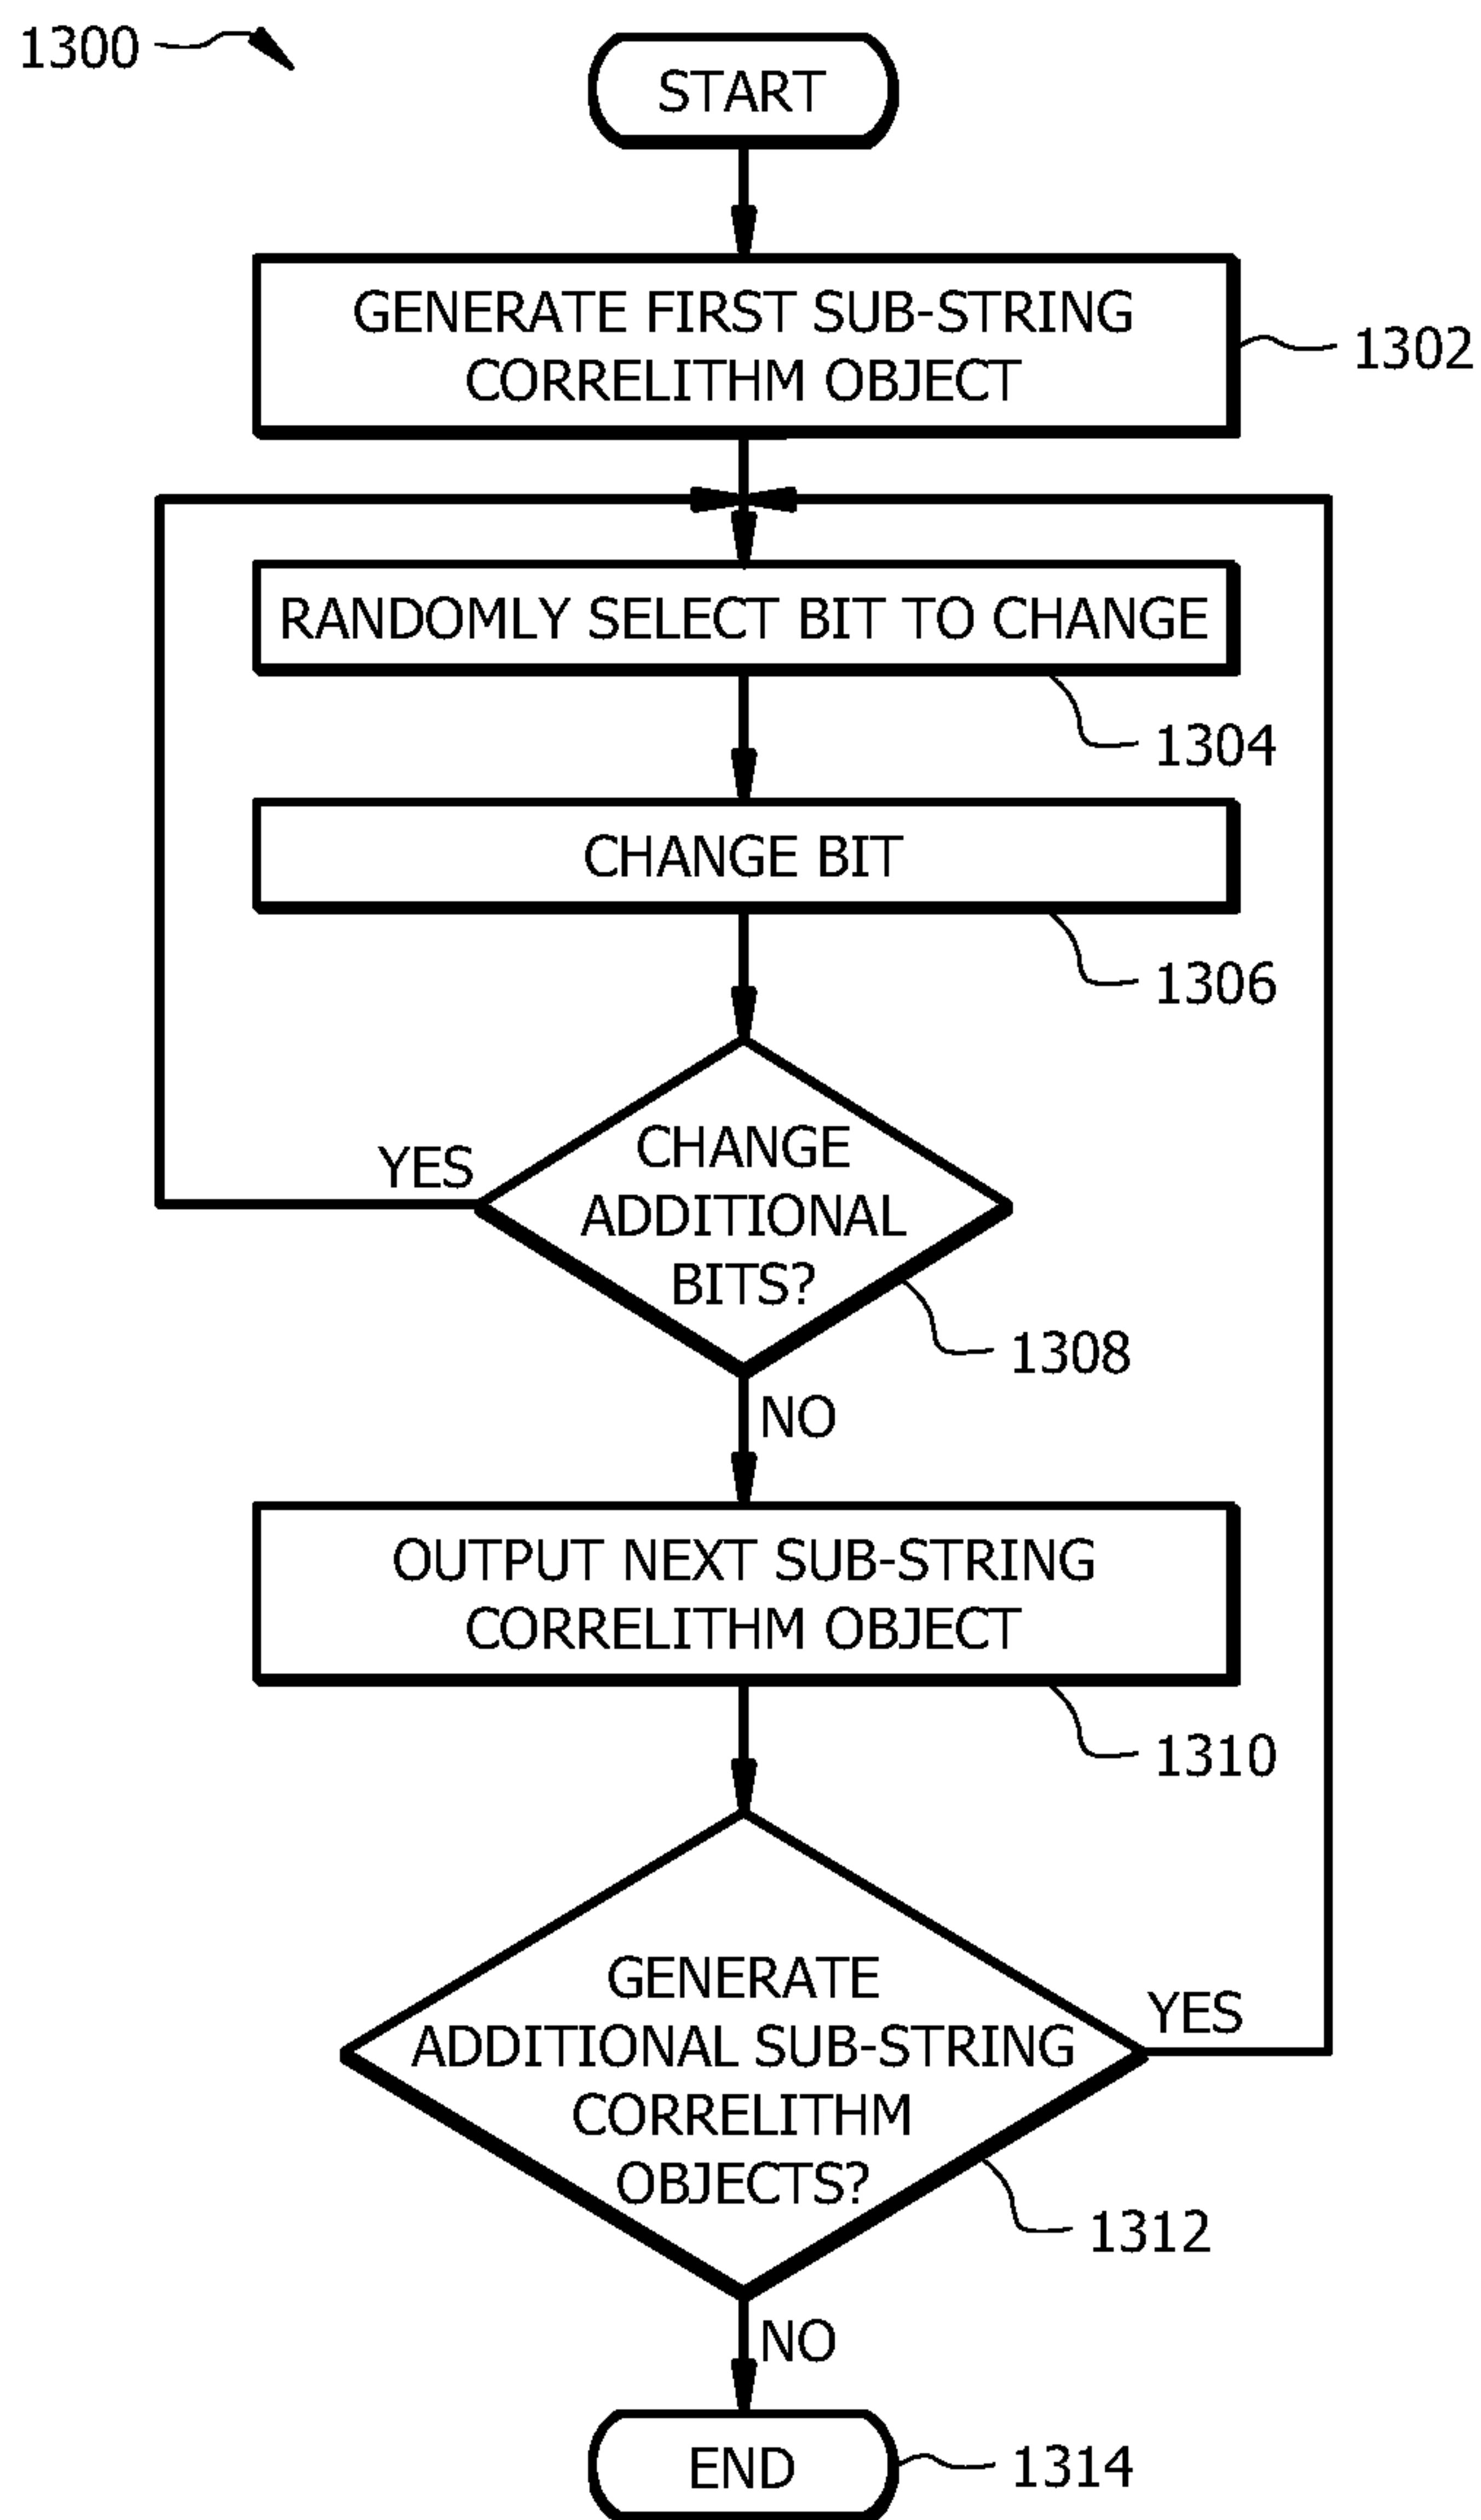 1300
START
GENERATE FIRST SUB-STRING
CORRELITHM OBJECT
1302
RANDOMLY SELECT BIT TO CHANGE
1304
CHANGE BIT
1306
CHANGE
ADDITIONAL
BITS?
YES
1308
NO
OUTPUT NEXT SUB-STRING
CORRELITHM OBJECT
1310
GENERATE
ADDITIONAL SUB-STRING
CORRELITHM
OBJECTS?
YES
1312
NO
END
1314